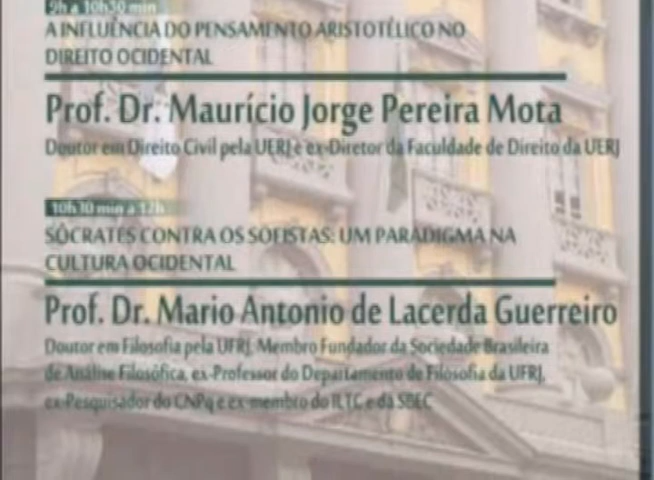 9h a 10h30 min
A INFLUÊNCIA DO PENSAMENTO ARISTOTÉLICO NO
DIREITO OCIDENTAL
Prof. Dr. Maurício Jorge Pereira Mota
Doutor em Direito Civil pela UERJ e ex-Diretor da Faculdade de Direito da UERJ
10h30 min a 12h
SÓCRATES CONTRA OS SOFISTAS: UM PARADIGMA NA
CULTURA OCIDENTAL
Prof. Dr. Mario Antonio de Lacerda Guerreiro
Doutor em Filosofia pela UFRJ, Membro Fundador da Sociedade Brasileira
de Análise Filosófica, ex-Professor do Departamento de Filosofia da UFRJ,
ex-Pesquisador do CNPq e ex-membro do ILTC e da SBEC